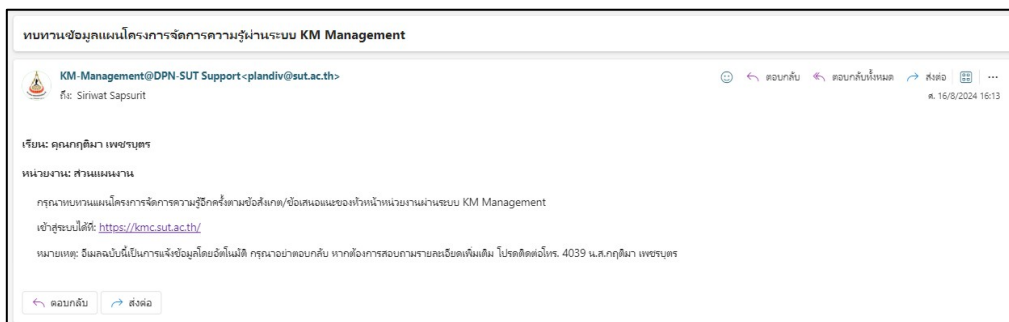 ทบทวนข้อมูลแผนโครงการจัดการความรู้ผ่านระบบ KM Management
KM-Management@DPN-SUT Support<plandiv@sut.ac.th>
ถึง: Siriwat Sapsurit
ตอบกลับ ตอบกลับทั้งหมด ส่งต่อ
ศ. 16/8/2024 16:13
เรียน: คุณกฤติมา เพชรบุตร
หน่วยงาน: ส่วนแผนงาน
กรุณาทบทวนแผนโครงการจัดการความรู้อีกครั้งตามข้อสังเกต/ข้อเสนอแนะของหัวหน้าหน่วยงานผ่านระบบ KM Management
เข้าสู่ระบบได้ที่: https://kmc.sut.ac.th/
หมายเหตุ: อีเมลฉบับนี้เป็นการแจ้งข้อมูลโดยอัตโนมัติ กรุณาอย่าตอบกลับ หากต้องการสอบถามรายละเอียดเพิ่มเติม โปรดติดต่อโทร. 4039 น.ส.กฤติมา เพชรบุตร
ตอบกลับ ส่งต่อ